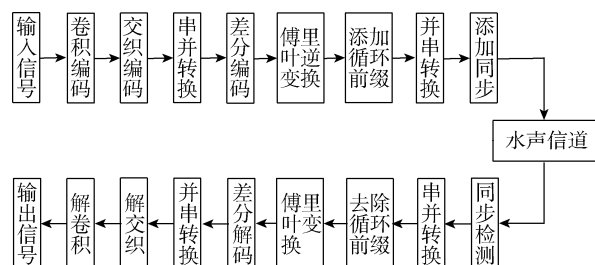 输入信号
卷积编码
交织编码
串并转换
差分编码
傅里
叶逆
变换
添加
循环
前缀
并串转换
添加同步
水声信道
输出信号
解卷积
解交织
并串转换
差分解码
傅里
叶变
换
去除
循环
前缀
串并转换
同步检测